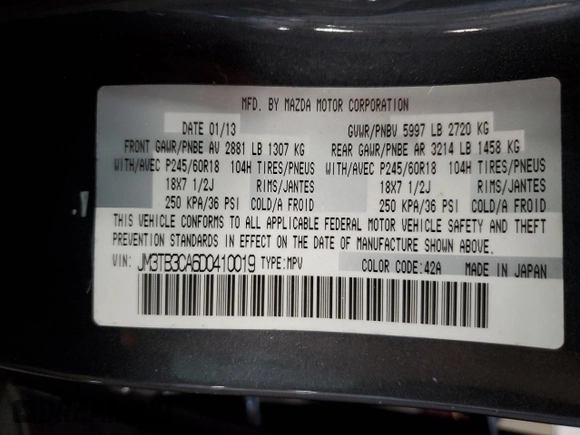 MFD. BY MAZDA MOTOR CORPORATION
DATE 01/13 GVWR/PNBV 5997 LB 2720 KG
FRONT GAWR/PNBE AV 2881 LB 1307 KG REAR GAWR/PNBE AR 3214 LB 1458 KG
WITH/AVEC P245/60R18 104H TIRES/PNEUS WITH/AVEC P245/60R18 104H TIRES/PNEUS
18X7 1/2J RIMS/JANTES 18X7 1/2J RIMS/JANTES
250 KPA/36 PSI COLD/A FROID 250 KPA/36 PSI COLD/A FROID
THIS VEHICLE CONFORMS TO ALL APPLICABLE FEDERAL MOTOR VEHICLE SAFETY AND THEFT
PREVENTION STANDARDS IN EFFECT ON THE DATE OF MANUFACTURE SHOWN ABOVE.
VIN: JM3TB3CA6D0410019 TYPE:MPV COLOR CODE:42A MADE IN JAPAN